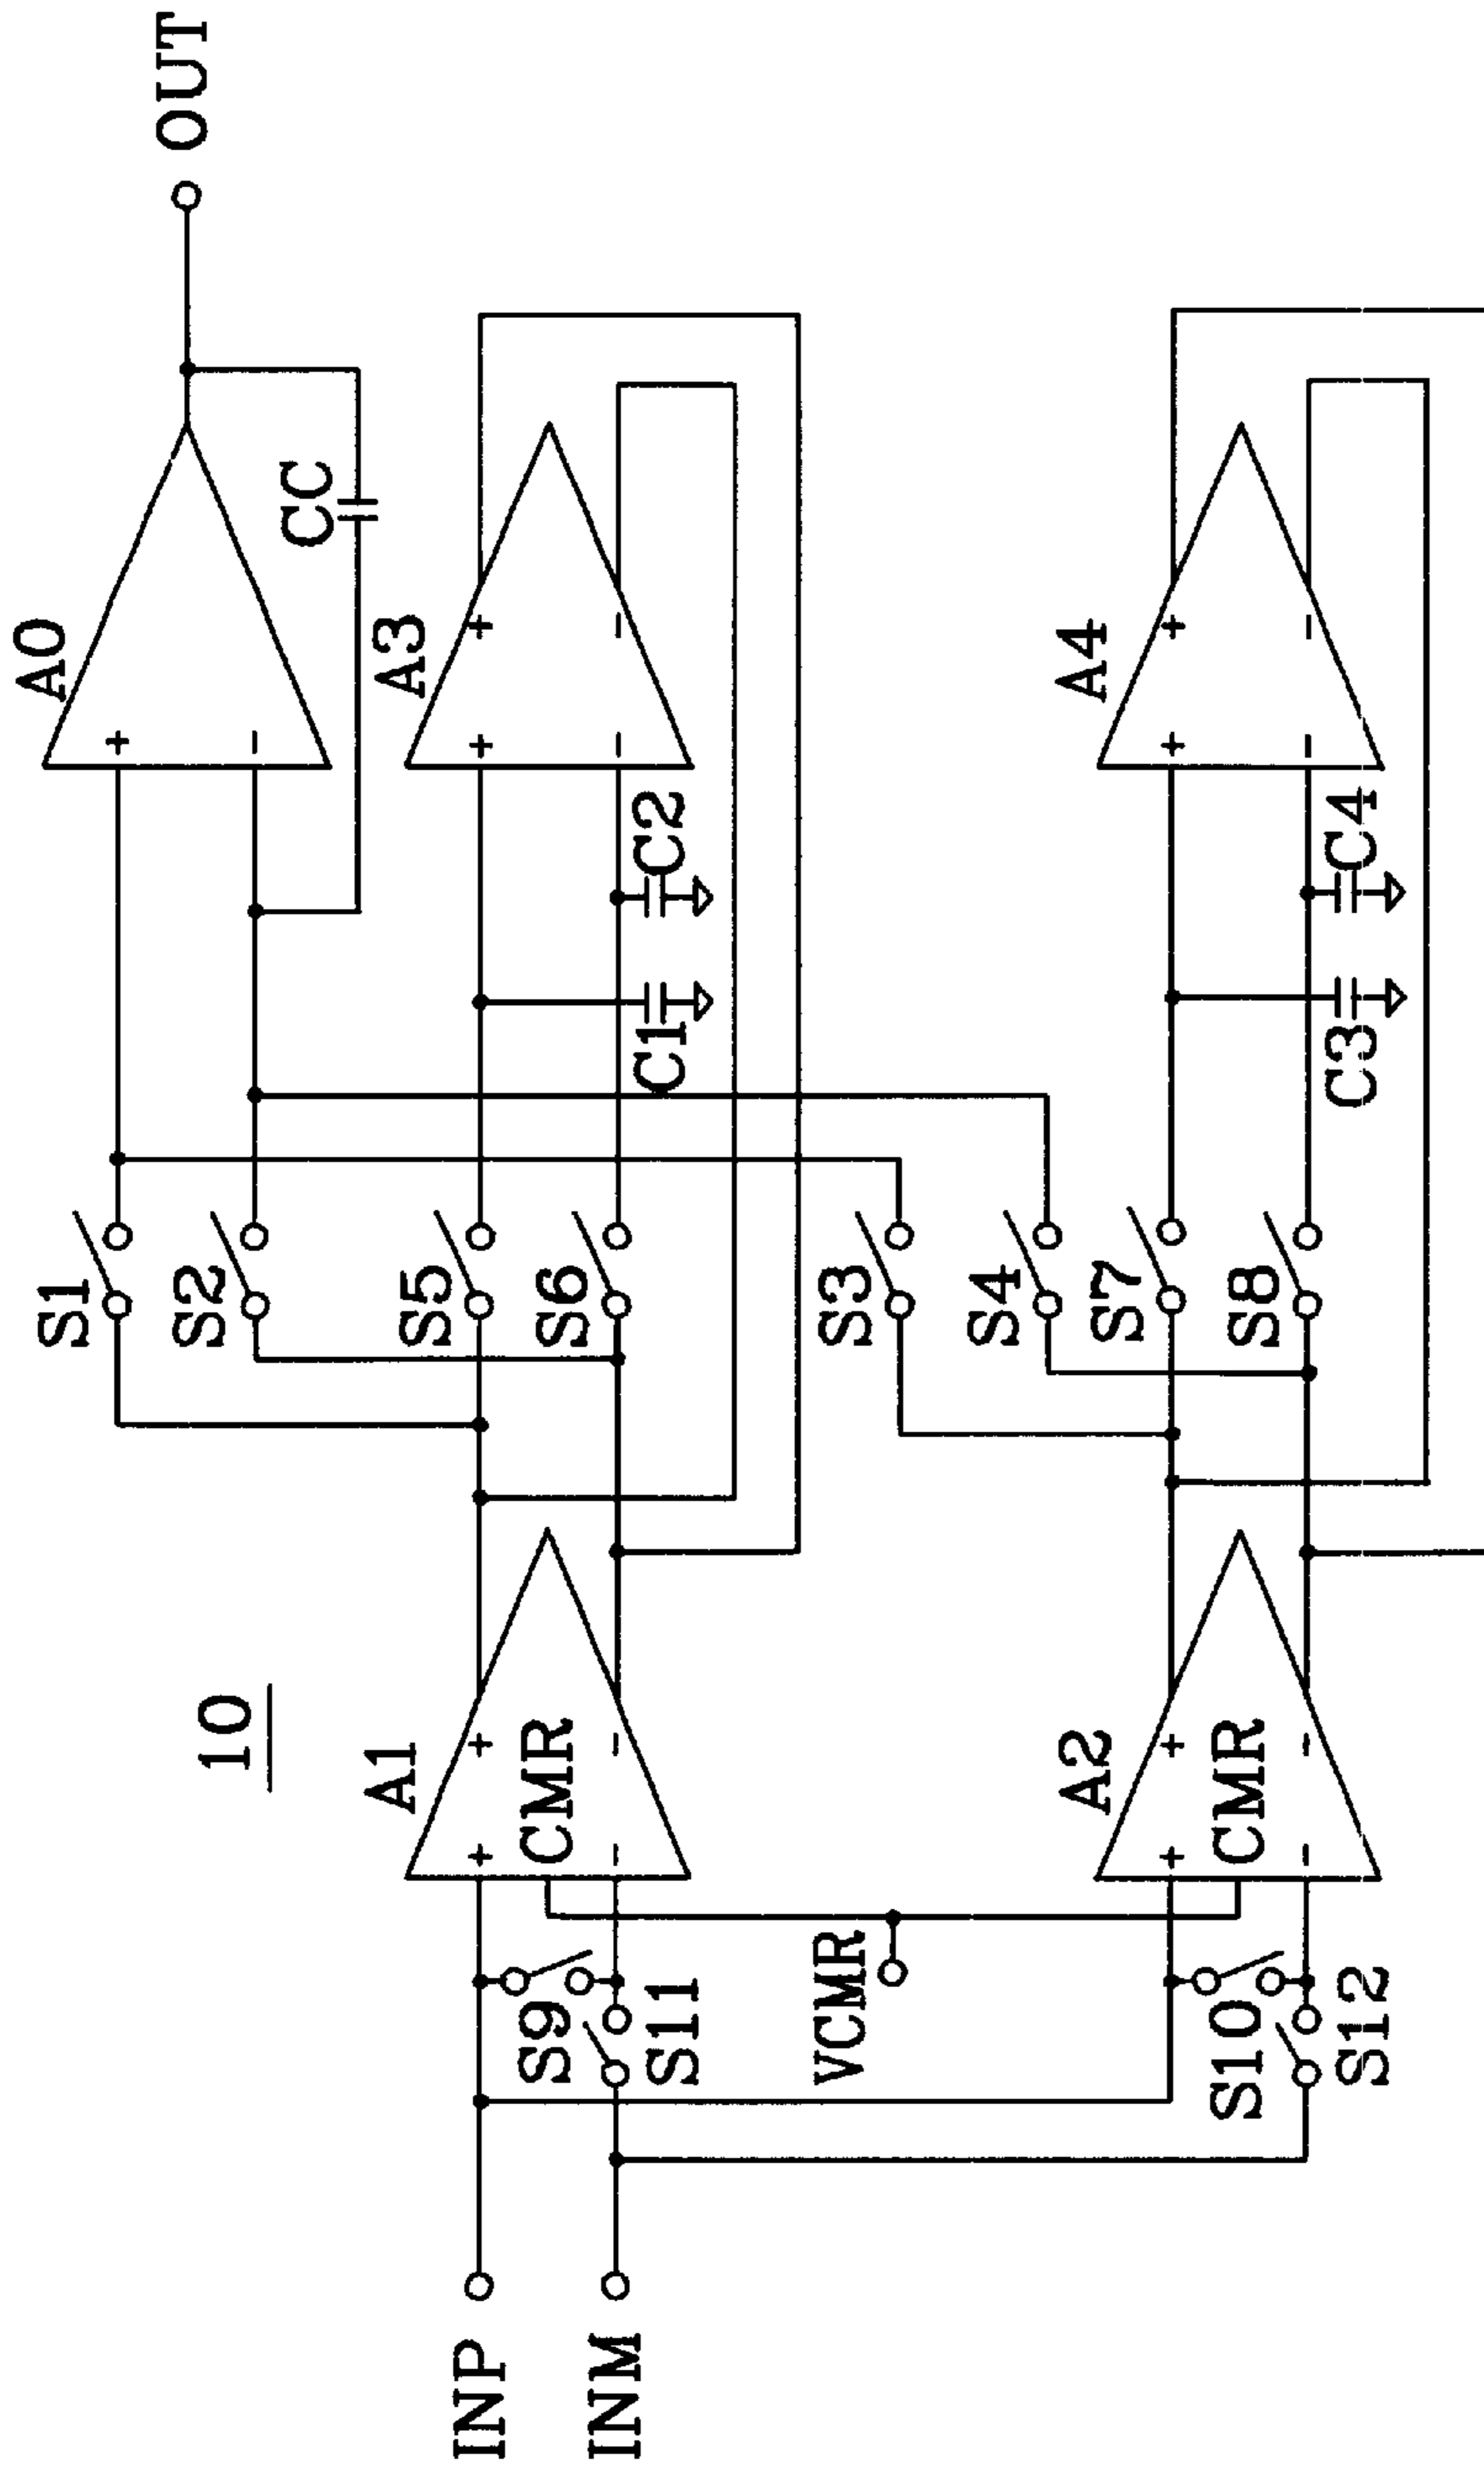 10
A0
OUT
CC
S1
S2
A1
+
+
CMR
-
-
S5
S6
C1
C2
A3
+
+
-
-
INP
INM
S9
S11
VCMR
S3
S4
A2
+
+
CMR
-
-
S10
S12
S7
S8
C3
C4
A4
+
+
-
-
+
-